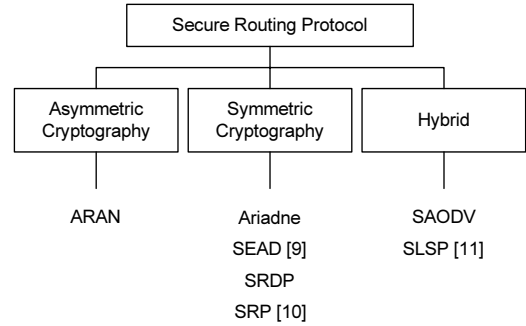 Secure Routing Protocol
Asymmetric
Cryptography
Symmetric
Cryptography
Hybrid
ARAN
Ariadne
SEAD [9]
SRDP
SRP [10]
SAODV
SLSP [11]